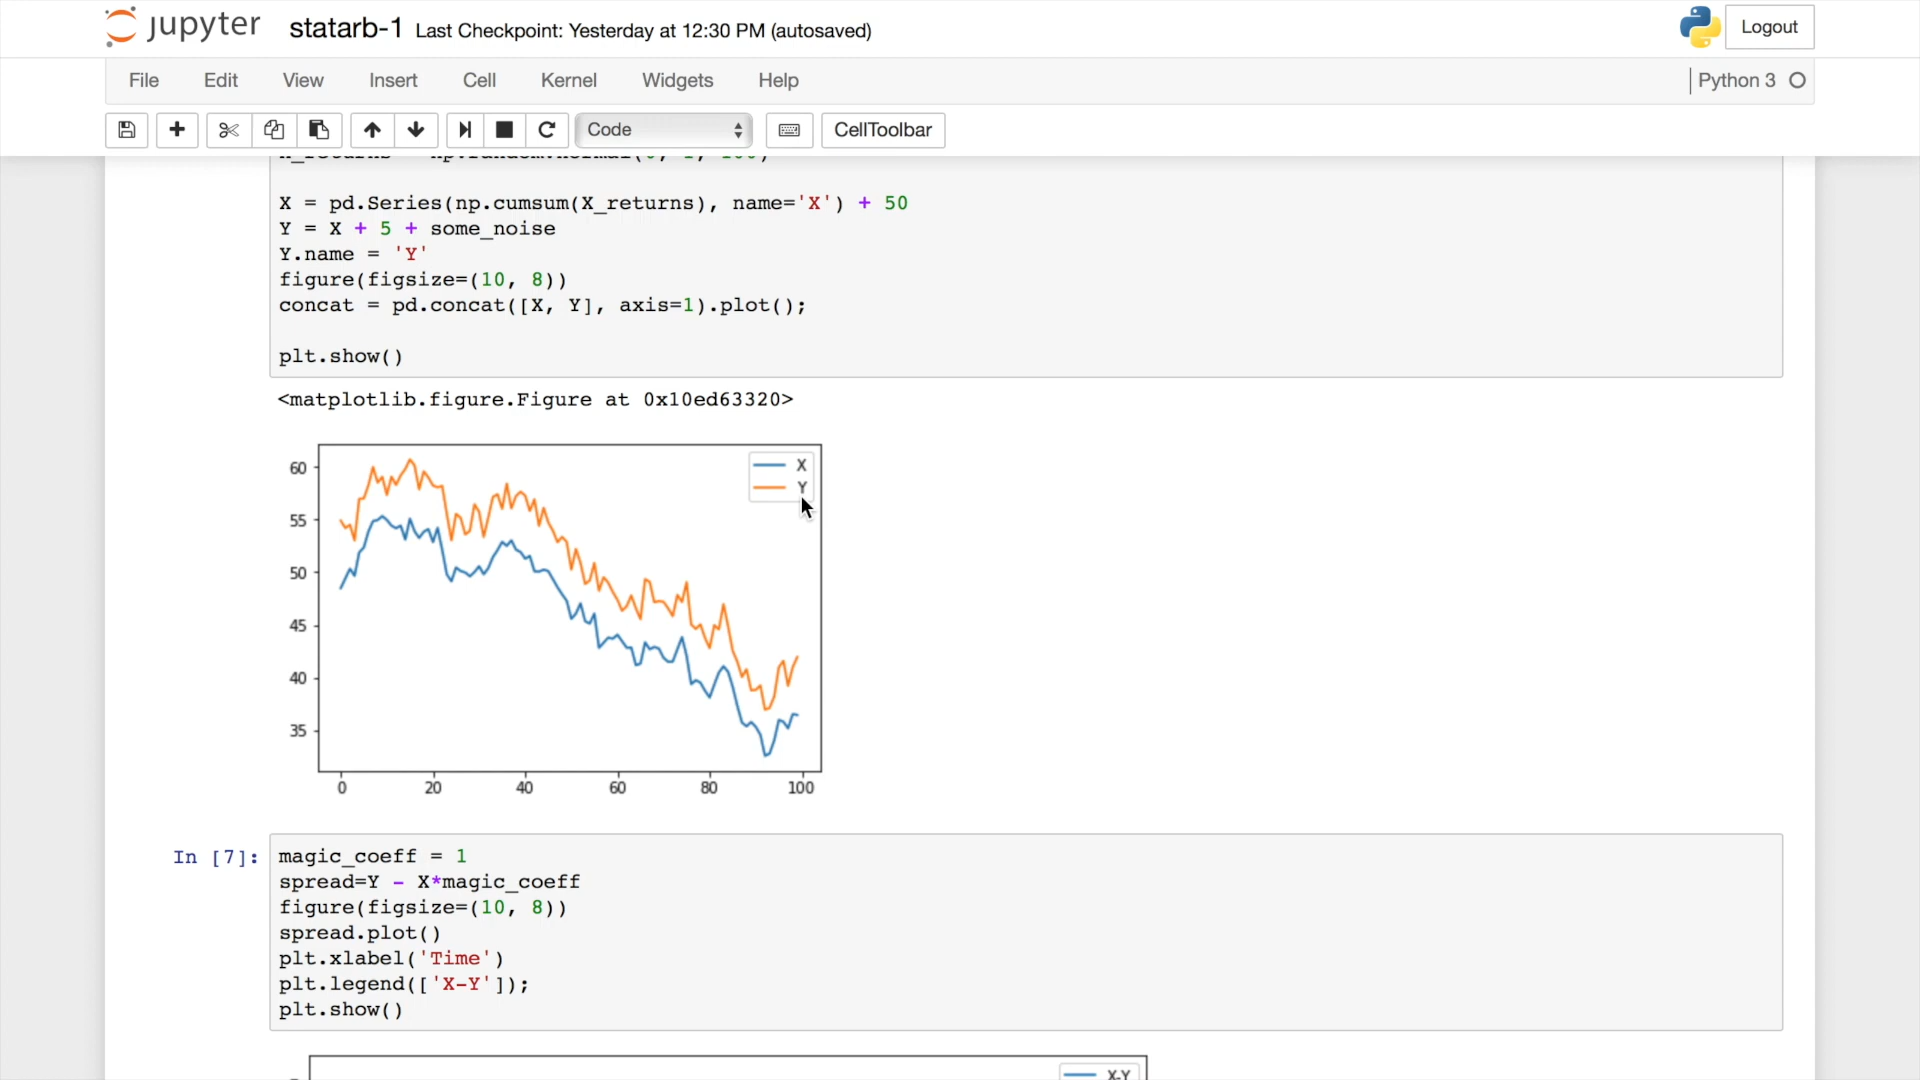 jupyter statarb-1 Last Checkpoint: Yesterday at 12:30 PM (autosaved) Logout
File Edit View Insert Cell Kernel Widgets Help Python 3
Code CellToolbar
X = pd.Series(np.cumsum(X_returns), name='X') + 50
Y = X + 5 + some_noise
Y.name = 'Y'
figure(figsize=(10, 8))
concat = pd.concat([X, Y], axis=1).plot();
plt.show()
<matplotlib.figure.Figure at 0x10ed63320>
X
Y
60
55
50
45
40
35
0 20 40 60 80 100
In [7]:
magic_coeff = 1
spread=Y - X*magic_coeff
figure(figsize=(10, 8))
spread.plot()
plt.xlabel('Time')
plt.legend(['X-Y']);
plt.show()
X-Y